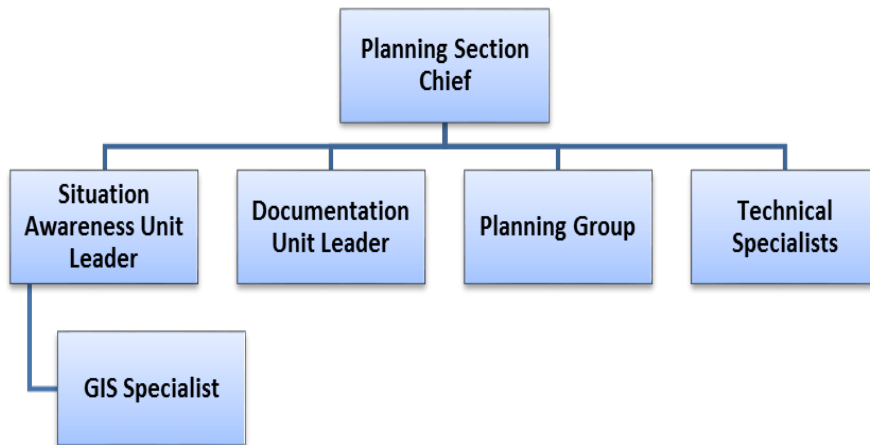 Planning Section
Chief
Situation
Awareness Unit
Leader
Documentation
Unit Leader
Planning Group
Technical
Specialists
GIS Specialist